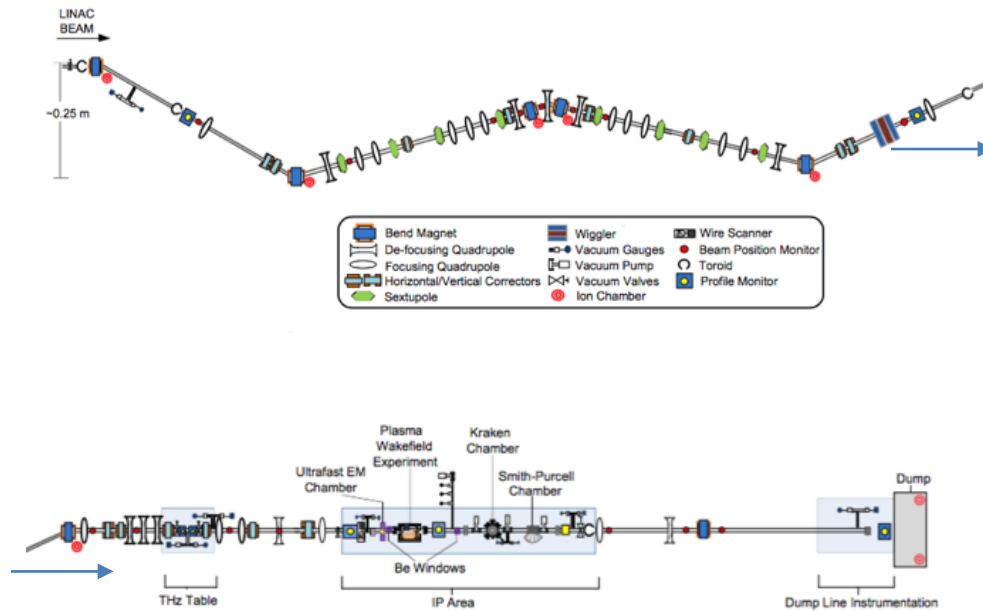 LINAC
BEAM
~0.25 m
Bend Magnet
De-focusing Quadrupole
Focusing Quadrupole
Horizontal/Vertical Correctors
Sextupole
Wiggler
Vacuum Gauges
Vacuum Pump
Vacuum Valves
Ion Chamber
Wire Scanner
Beam Position Monitor
Toroid
Profile Monitor
Plasma
Wakefield
Experiment
Kraken
Chamber
Ultrafast EM
Chamber
Smith-Purcell
Chamber
Dump
Be Windows
THz Table
IP Area
Dump Line Instrumentation